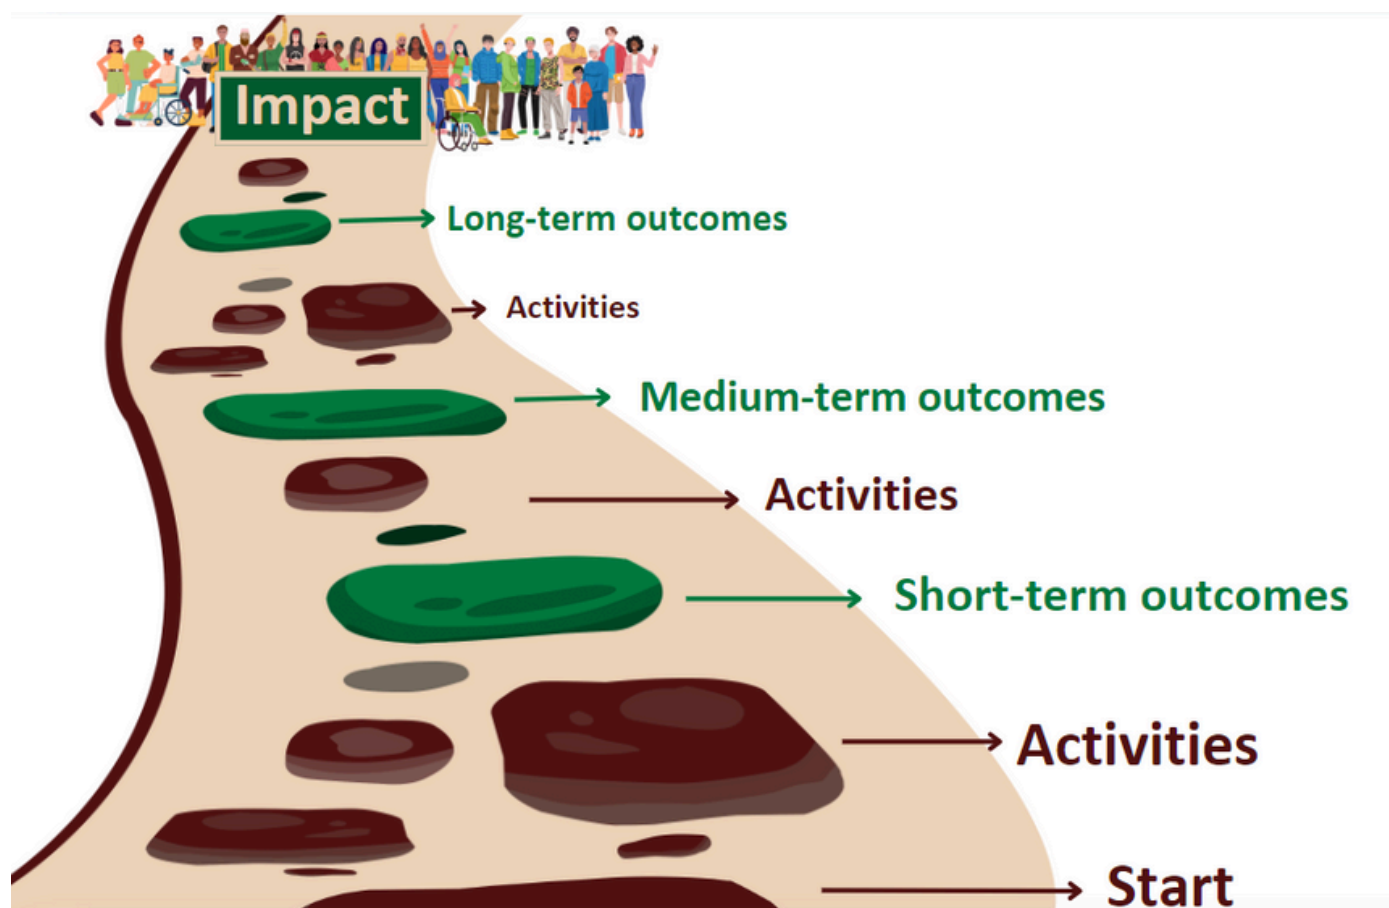 Impact
Long-term outcomes
Activities
Medium-term outcomes
Activities
Short-term outcomes
Activities
Start